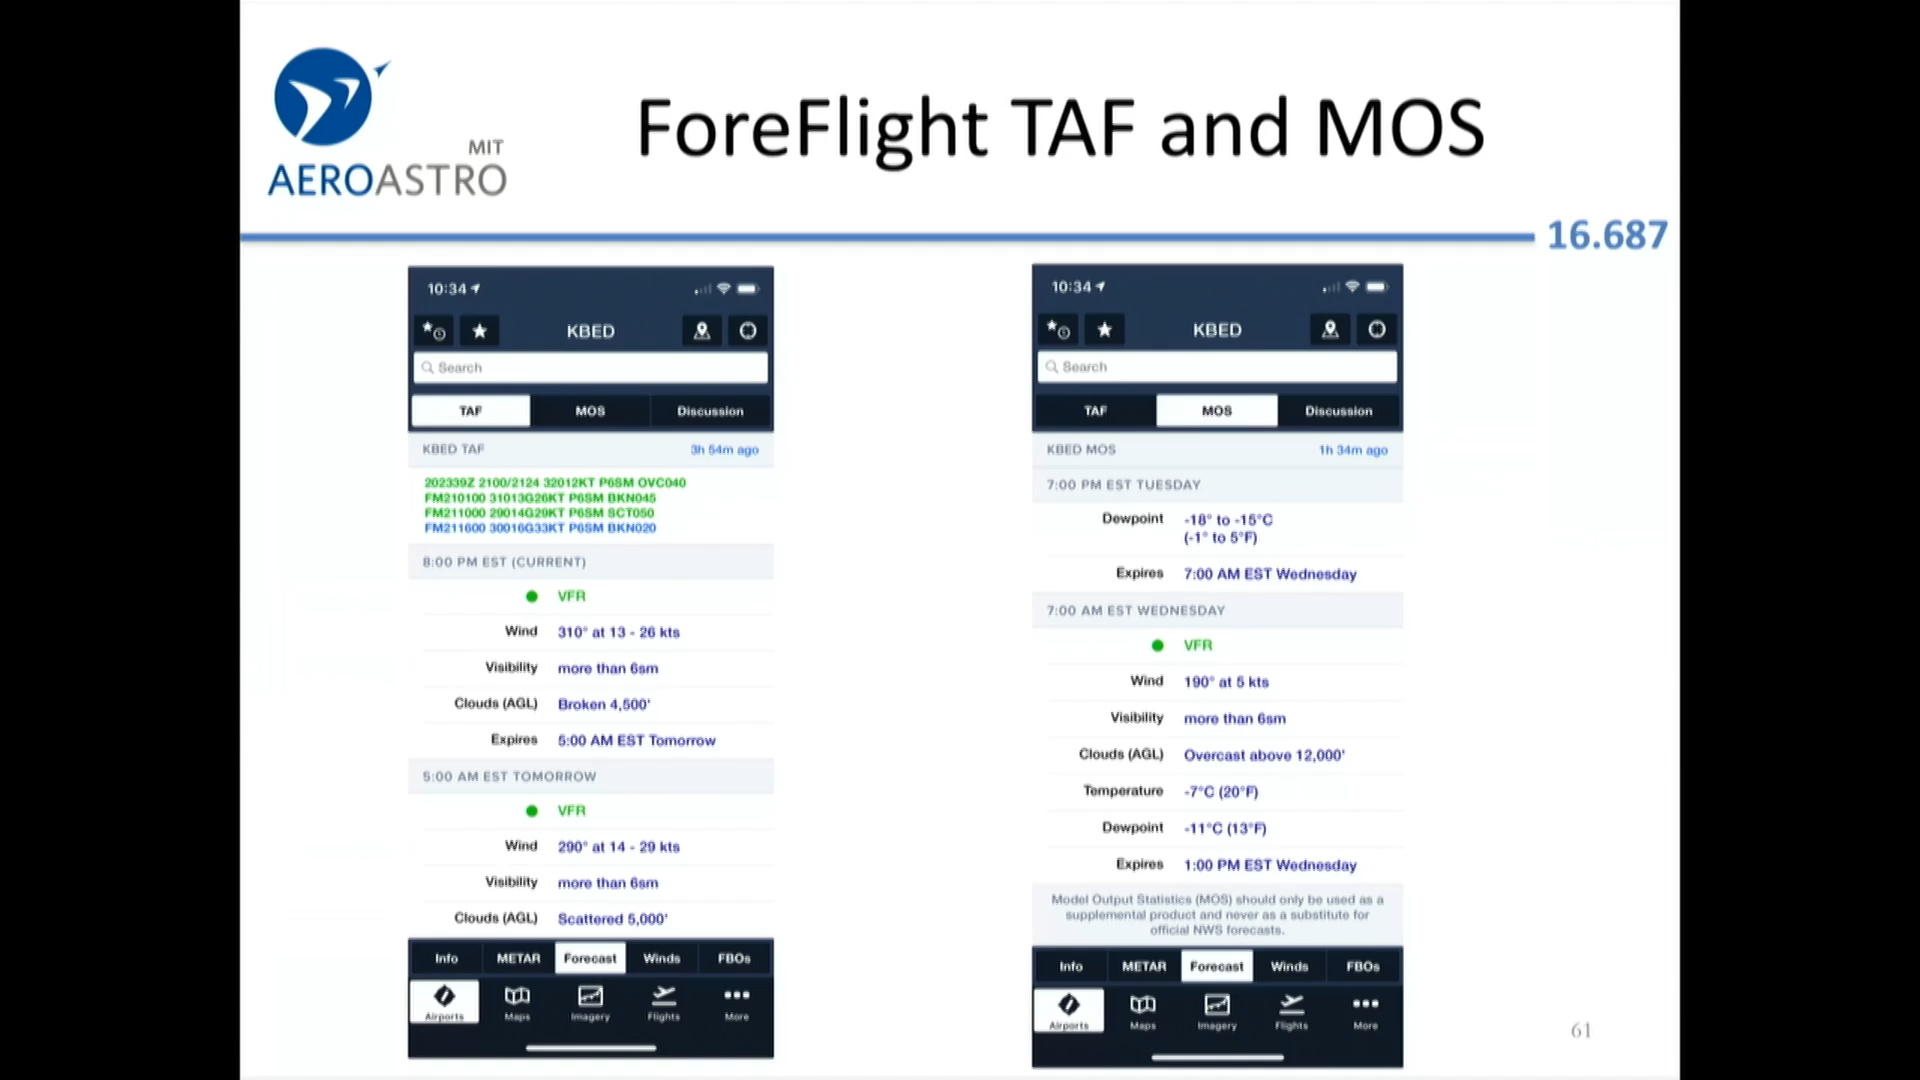 MIT
AEROASTRO
ForeFlight TAF and MOS
16.687
10:34
KBED
Search
TAF MOS Discussion
KBED TAF 3h 54m ago
202339Z 2100/2124 32012KT P6SM OVC040
FM210100 31013G26KT P6SM BKN045
FM211000 29014G29KT P6SM SCT050
FM211600 30016G33KT P6SM BKN020
8:00 PM EST (CURRENT)
VFR
Wind 310° at 13 - 26 kts
Visibility more than 6sm
Clouds (AGL) Broken 4,500'
Expires 5:00 AM EST Tomorrow
5:00 AM EST TOMORROW
VFR
Wind 290° at 14 - 29 kts
Visibility more than 6sm
Clouds (AGL) Scattered 5,000'
Info METAR Forecast Winds FBOs
Airports Maps Imagery Flights More
10:34
KBED
Search
TAF MOS Discussion
KBED MOS 1h 34m ago
7:00 PM EST TUESDAY
Dewpoint -18° to -15°C
(-1° to 5°F)
Expires 7:00 AM EST Wednesday
7:00 AM EST WEDNESDAY
VFR
Wind 190° at 5 kts
Visibility more than 6sm
Clouds (AGL) Overcast above 12,000'
Temperature -7°C (20°F)
Dewpoint -11°C (13°F)
Expires 1:00 PM EST Wednesday
Model Output Statistics (MOS) should only be used as a
supplemental product and never as a substitute for
official NWS forecasts.
Info METAR Forecast Winds FBOs
Airports Maps Imagery Flights More
61